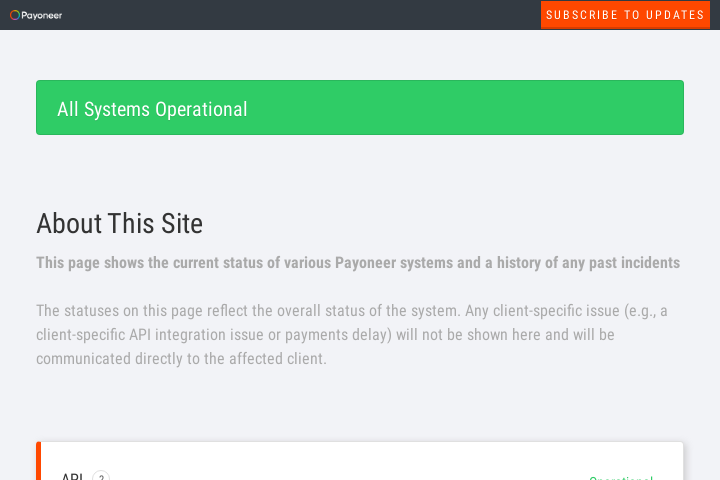 Payoneer
SUBSCRIBE TO UPDATES
All Systems Operational
About This Site
This page shows the current status of various Payoneer systems and a history of any past incidents
The statuses on this page reflect the overall status of the system. Any client-specific issue (e.g., a
client-specific API integration issue or payments delay) will not be shown here and will be
communicated directly to the affected client.
API ?
Operational